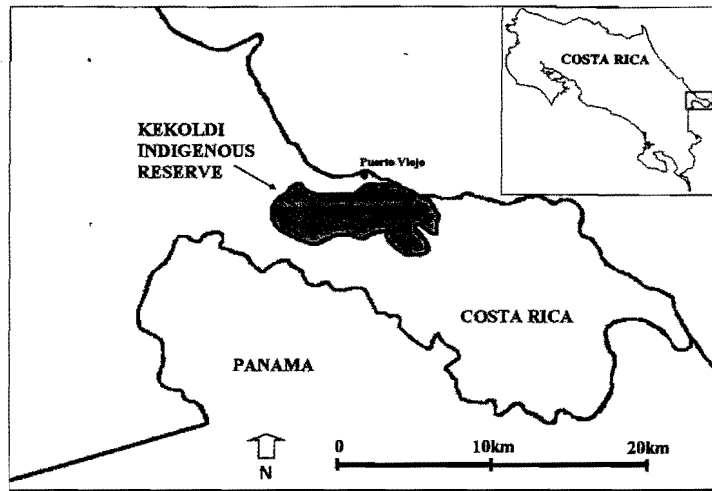 COSTA RICA
KEKOLDI
INDIGENOUS
RESERVE
Puerto Viejo
COSTA RICA
PANAMA
N
0 10km 20km